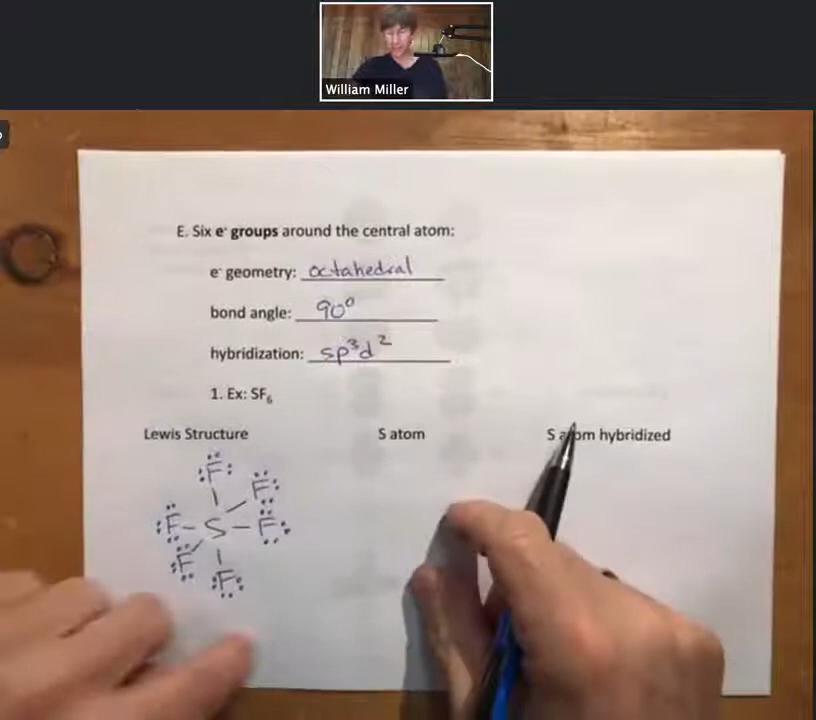 William Miller
E. Six e⁻ groups around the central atom:
e⁻ geometry: octahedral
bond angle: 90°
hybridization: sp³d²
1. Ex: SF₆
Lewis Structure S atom S atom hybridized
:F:
F:
:F - S - F:
:F
:F: